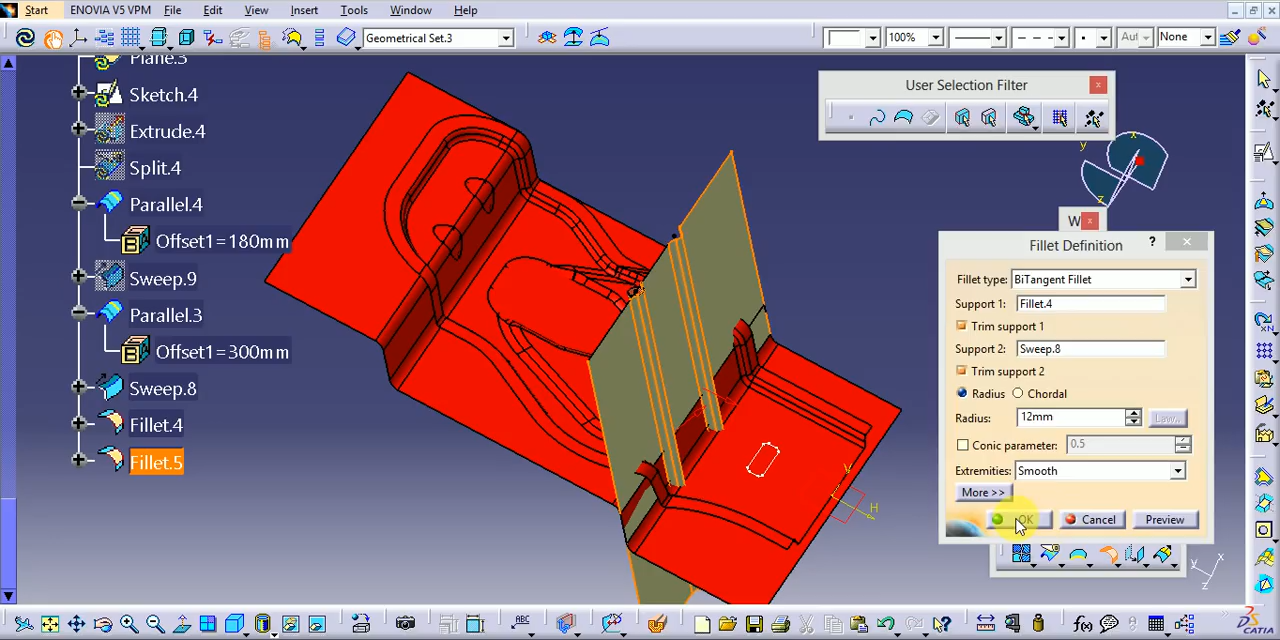 Start ENOVIA V5 VPM File Edit View Insert Tools Window Help
Geometrical Set.3 100% Aut None
Plane.3
Sketch.4
Extrude.4
Split.4
Parallel.4
Offset1=180mm
Sweep.9
Parallel.3
Offset1=300mm
Sweep.8
Fillet.4
Fillet.5
User Selection Filter
x
y
z
W
Fillet Definition ?
Fillet type: BiTangent Fillet
Support 1: Fillet.4
Trim support 1
Support 2: Sweep.8
Trim support 2
Radius Chordal
Radius: 12mm Law...
Conic parameter: 0.5
Extremities: Smooth
More >>
OK Cancel Preview
V
H
x
y
z
ABC
f(x)
CATIA